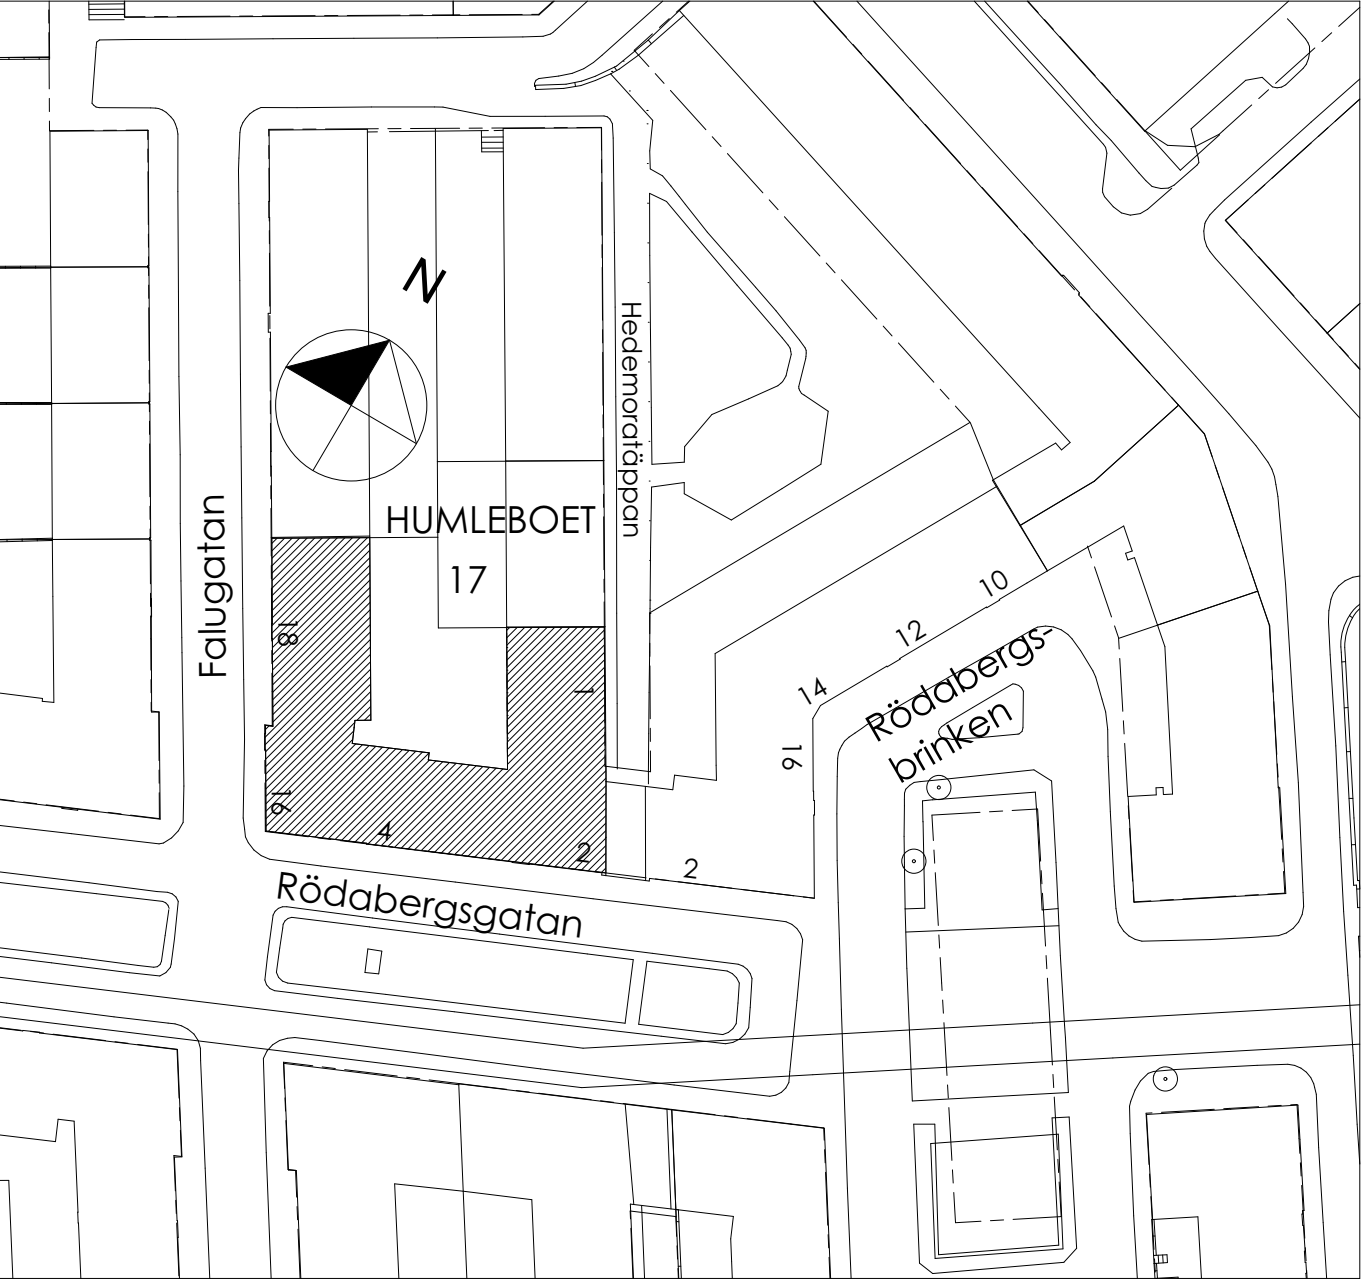 N
Hedemoratäppan
Falugatan
HUMLEBOET
17
18
1
16
4
2
2
10
12
14
16
Rödabergs-
brinken
Rödabergsgatan